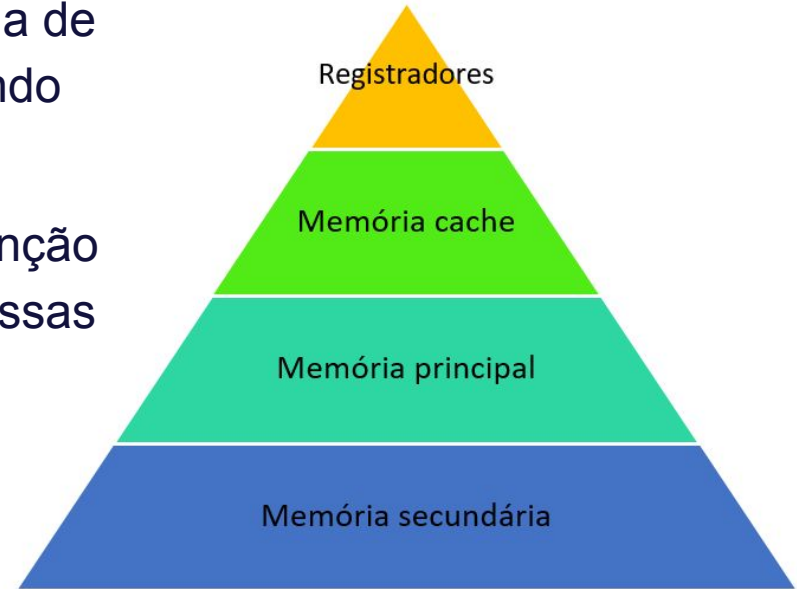 a de
ndo
nção
ssas
Registradores
Memória cache
Memória principal
Memória secundária